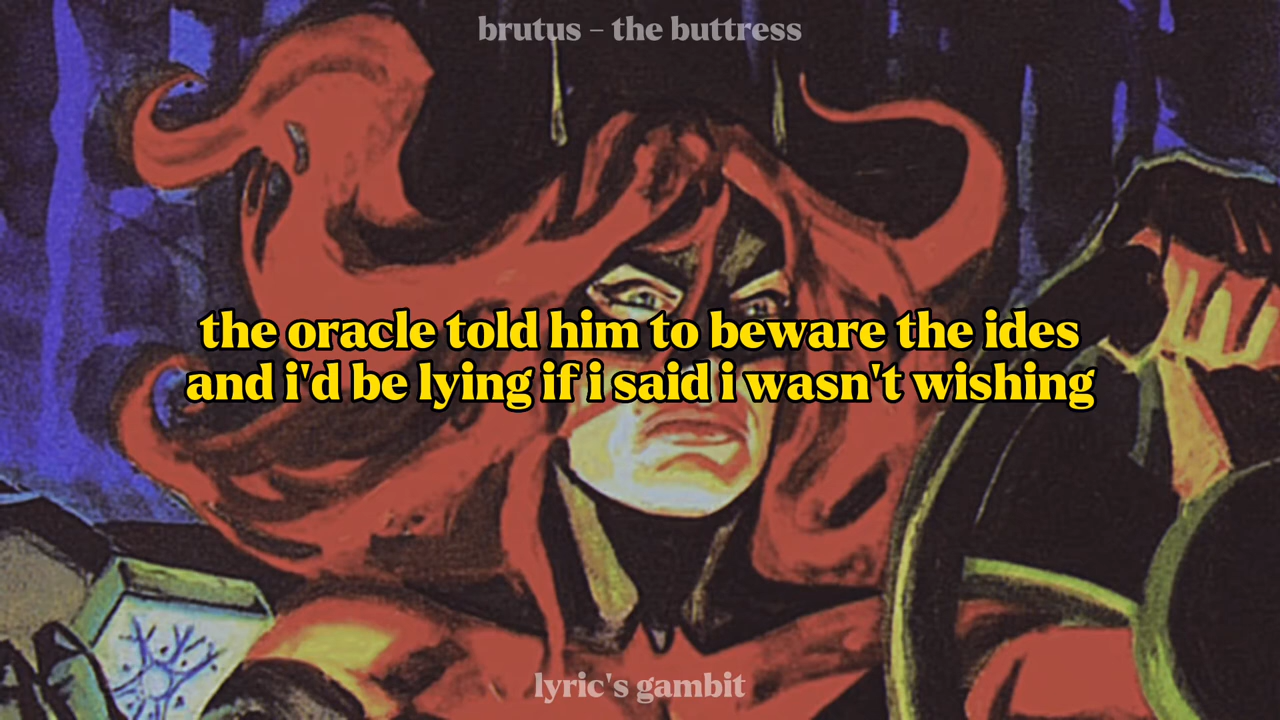 brutus – the buttress
the oracle told him to beware the ides
and i'd be lying if i said i wasn't wishing
lyric's gambit